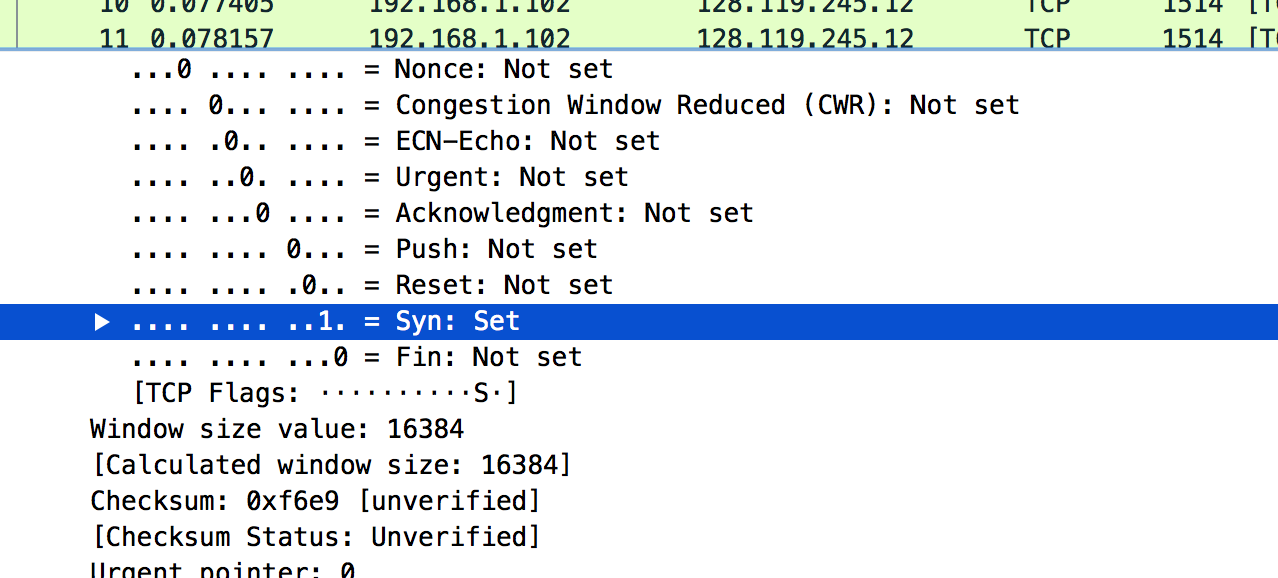 10 0.077405 192.168.1.102 128.119.245.12 TCP 1514
11 0.078157 192.168.1.102 128.119.245.12 TCP 1514
...0 .... .... = Nonce: Not set
.... 0... .... = Congestion Window Reduced (CWR): Not set
.... .0.. .... = ECN-Echo: Not set
.... ..0. .... = Urgent: Not set
.... ...0 .... = Acknowledgment: Not set
.... .... 0... = Push: Not set
.... .... .0.. = Reset: Not set
.... .... ..1. = Syn: Set
.... .... ...0 = Fin: Not set
[TCP Flags: ··········S·]
Window size value: 16384
[Calculated window size: 16384]
Checksum: 0xf6e9 [unverified]
[Checksum Status: Unverified]
Urgent pointer: 0